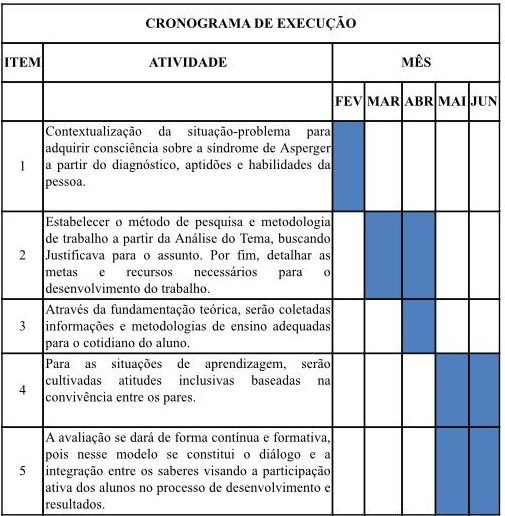 CRONOGRAMA DE EXECUÇÃO
ITEM ATIVIDADE MÊS
FEV MAR ABR MAI JUN
1
Contextualização da situação-problema para
adquirir consciência sobre a síndrome de Asperger
a partir do diagnóstico, aptidões e habilidades da
pessoa.
2
Estabelecer o método de pesquisa e metodologia
de trabalho a partir da Análise do Tema, buscando
Justificava para o assunto. Por fim, detalhar as
metas e recursos necessários para o
desenvolvimento do trabalho.
3
Através da fundamentação teórica, serão coletadas
informações e metodologias de ensino adequadas
para o cotidiano do aluno.
4
Para as situações de aprendizagem, serão
cultivadas atitudes inclusivas baseadas na
convivência entre os pares.
5
A avaliação se dará de forma contínua e formativa,
pois nesse modelo se constitui o diálogo e a
integração entre os saberes visando a participação
ativa dos alunos no processo de desenvolvimento e
resultados.